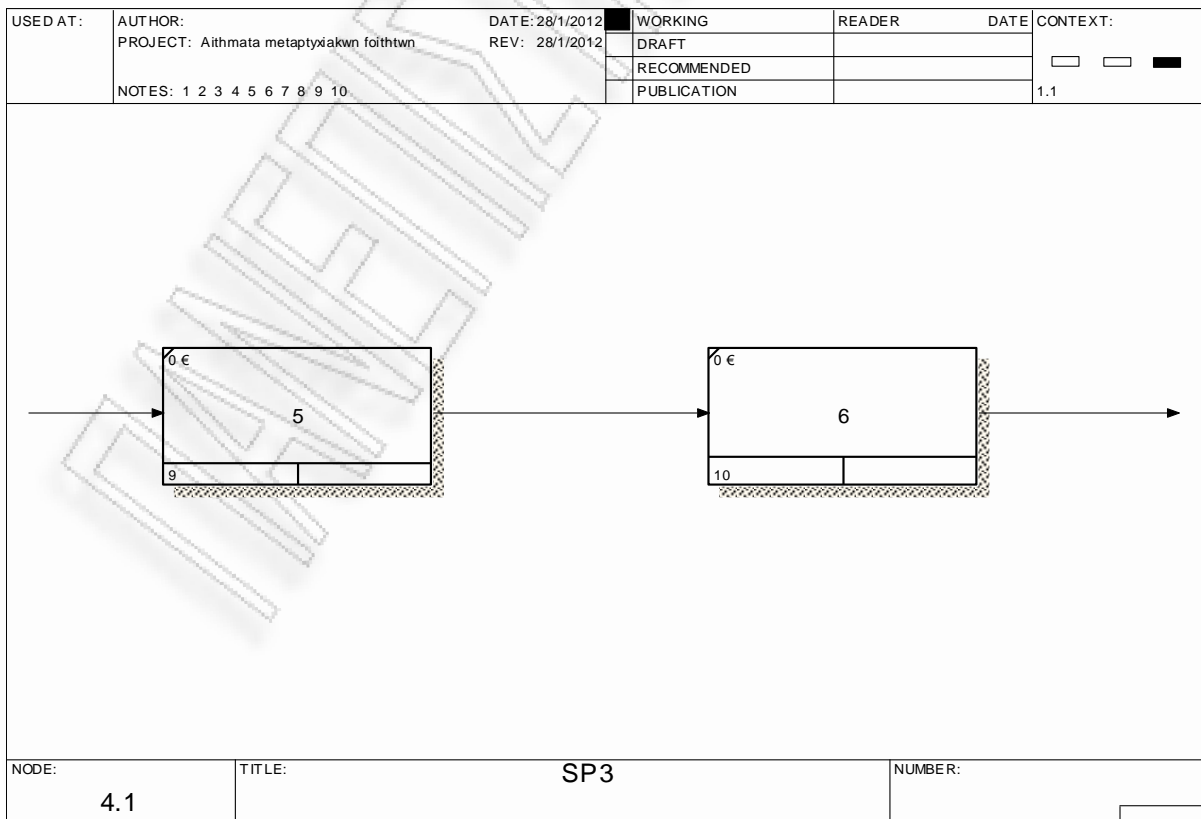 USED AT:
AUTHOR:
DATE: 28/1/2012
PROJECT: Aithmata metaptyxiakwn foithtwn
REV: 28/1/2012
NOTES: 1 2 3 4 5 6 7 8 9 10
WORKING
READER
DATE
DRAFT
RECOMMENDED
PUBLICATION
CONTEXT:
1.1
0 €
5
9
0 €
6
10
NODE:
4.1
TITLE:
SP3
NUMBER: